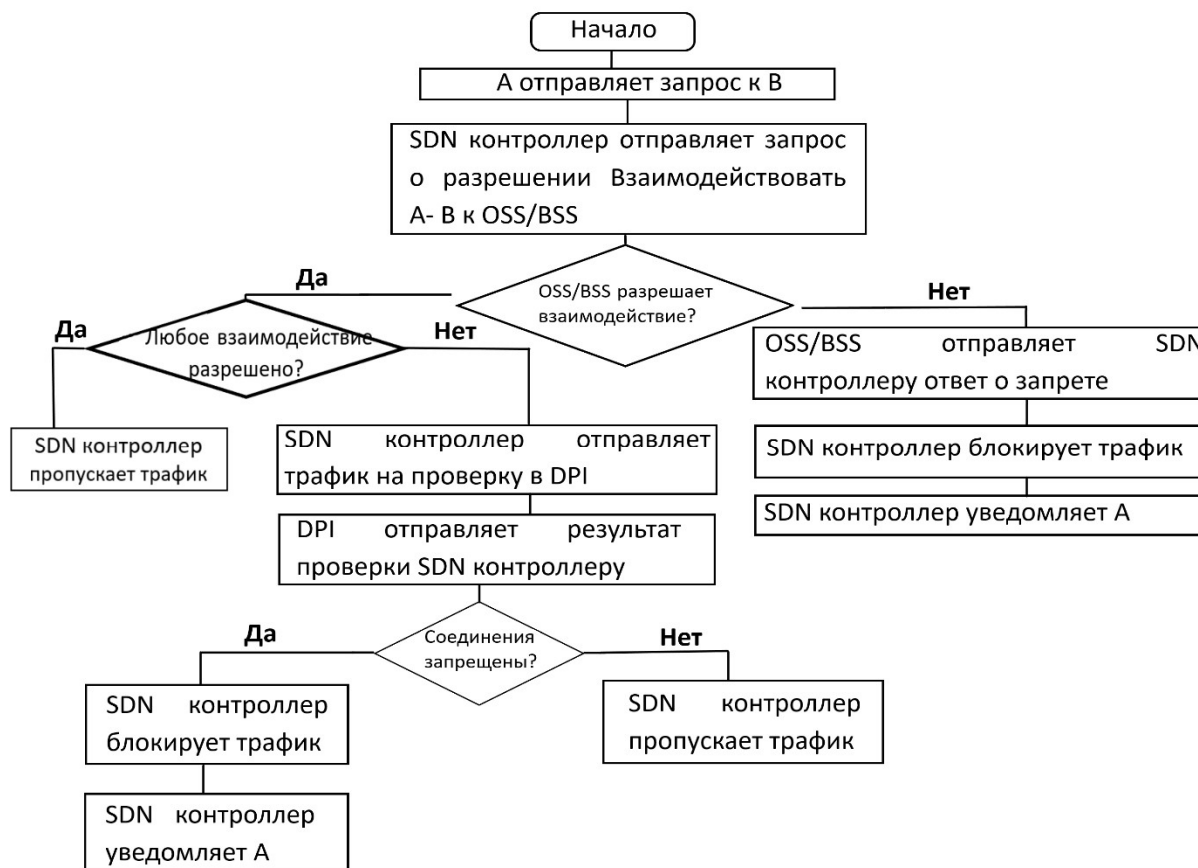 Начало
А отправляет запрос к В
SDN контроллер отправляет запрос
о разрешении Взаимодействовать
А- В к OSS/BSS
OSS/BSS разрешает
взаимодействие?
Да
Нет
Любое взаимодействие
разрешено?
Да
Нет
SDN контроллер
пропускает трафик
OSS/BSS отправляет SDN
контроллеру ответ о запрете
SDN контроллер блокирует трафик
SDN контроллер уведомляет А
SDN контроллер отправляет
трафик на проверку в DPI
DPI отправляет результат
проверки SDN контроллеру
Соединения
запрещены?
Да
Нет
SDN контроллер
блокирует трафик
SDN контроллер
уведомляет А
SDN контроллер
пропускает трафик